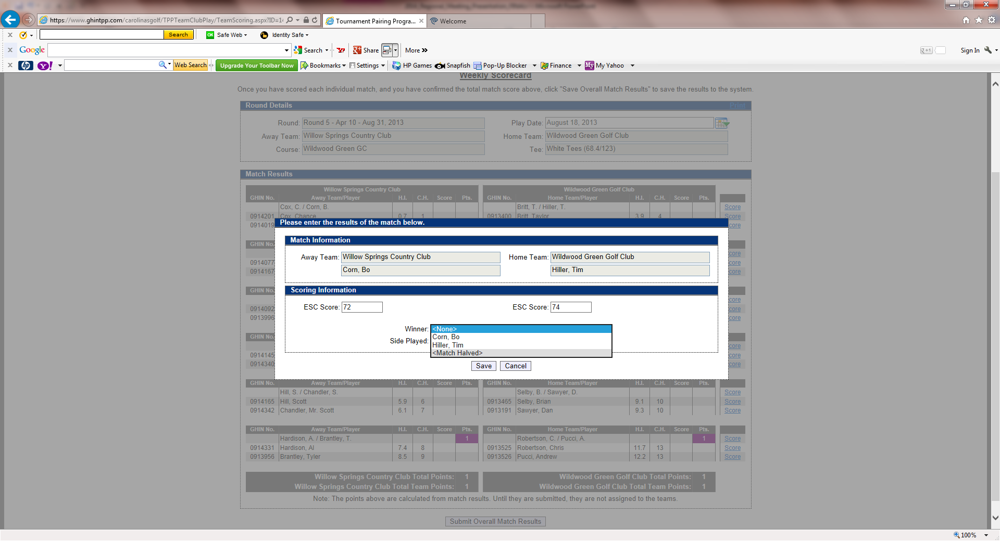 https://www.ghintpp.com/carolinasgolf/TPPTeamClubPlay/TeamScoring.aspx?ID=14
Tournament Pairing Progra...
Welcome
Search
Safe Web
Identity Safe
Google
Search
Share
More »
+1
Sign In
Web Search
Upgrade Your Toolbar Now
Bookmarks
Settings
HP Games
Snapfish
Pop-Up Blocker
Finance
My Yahoo
Weekly Scorecard
Once you have scored each individual match, and you have confirmed the total match score above, click "Save Overall Match Results" to save the results to the system.
Round Details Print
Round: Round 5 - Apr 10 - Aug 31, 2013 Play Date: August 18, 2013
Away Team: Willow Springs Country Club Home Team: Wildwood Green Golf Club
Course: Wildwood Green GC Tee: White Tees (68.4/123)
Match Results
Willow Springs Country Club Wildwood Green Golf Club
GHIN No. Away Team/Player H.I. C.H. Score Pts. GHIN No. Home Team/Player H.I. C.H. Score Pts.
Cox, C. / Corn, B. Britt, T. / Hiller, T. Score
0914201 Cox, Chance 0.7 1 0913400 Britt, Taylor 3.9 4 Score
091401 core
Please enter the results of the match below.
Match Information
Away Team: Willow Springs Country Club Home Team: Wildwood Green Golf Club
Corn, Bo Hiller, Tim
Scoring Information
ESC Score: 72 ESC Score: 74
Winner: <None>
Corn, Bo
Side Played: Hiller, Tim
<Match Halved>
Save Cancel
GHIN No.
core
0914077 core
0914167 core
GHIN No.
core
0914092 core
0913996 core
GHIN No.
core
0914145 core
0914340 core
GHIN No. Away Team/Player H.I. C.H. Score Pts. GHIN No. Home Team/Player H.I. C.H. Score Pts.
Hill, S. / Chandler, S. Selby, B. / Sawyer, D. Score
0914165 Hill, Scott 5.9 6 0913465 Selby, Brian 9.1 10 Score
0914342 Chandler, Mr. Scott 6.1 7 0913191 Sawyer, Dan 9.3 10 Score
GHIN No. Away Team/Player H.I. C.H. Score Pts. GHIN No. Home Team/Player H.I. C.H. Score Pts.
Hardison, A. / Brantley, T. 1 Robertson, C. / Pucci, A. 1 Score
0914331 Hardison, Al 7.4 8 0913525 Robertson, Chris 11.7 13 Score
0913956 Brantley, Tyler 8.5 9 0913526 Pucci, Andrew 12.2 13 Score
Willow Springs Country Club Total Points: 1 Wildwood Green Golf Club Total Points: 1
Willow Springs Country Club Total Team Points: 1 Wildwood Green Golf Club Total Team Points: 1
Note: The points above are calculated from match results. Until they are submitted, they are not assigned to the teams.
Submit Overall Match Results
100%